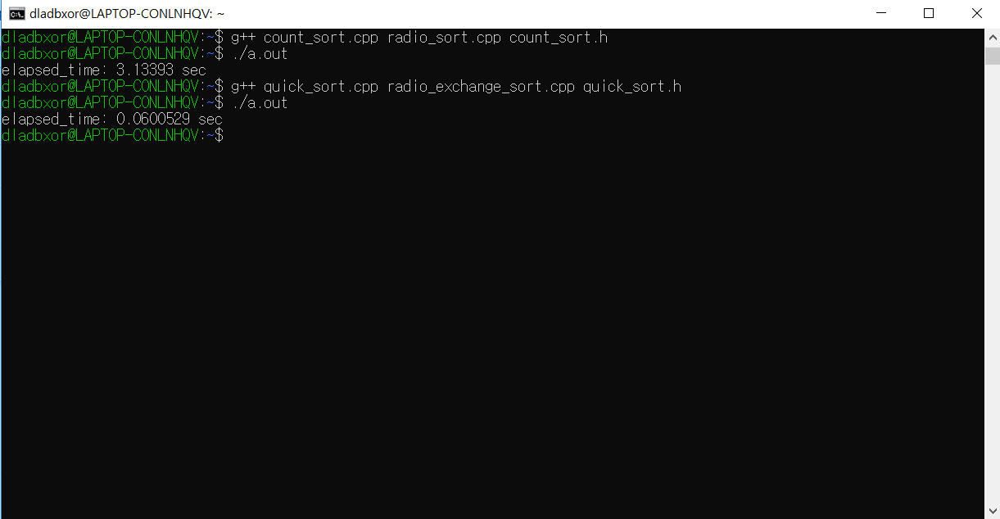 dladbxor@LAPTOP-CONLNHQV: ~
dladbxor@LAPTOP-CONLNHQV:~$ g++ count_sort.cpp radio_sort.cpp count_sort.h
dladbxor@LAPTOP-CONLNHQV:~$ ./a.out
elapsed_time: 3.13393 sec
dladbxor@LAPTOP-CONLNHQV:~$ g++ quick_sort.cpp radio_exchange_sort.cpp quick_sort.h
dladbxor@LAPTOP-CONLNHQV:~$ ./a.out
elapsed_time: 0.0600529 sec
dladbxor@LAPTOP-CONLNHQV:~$